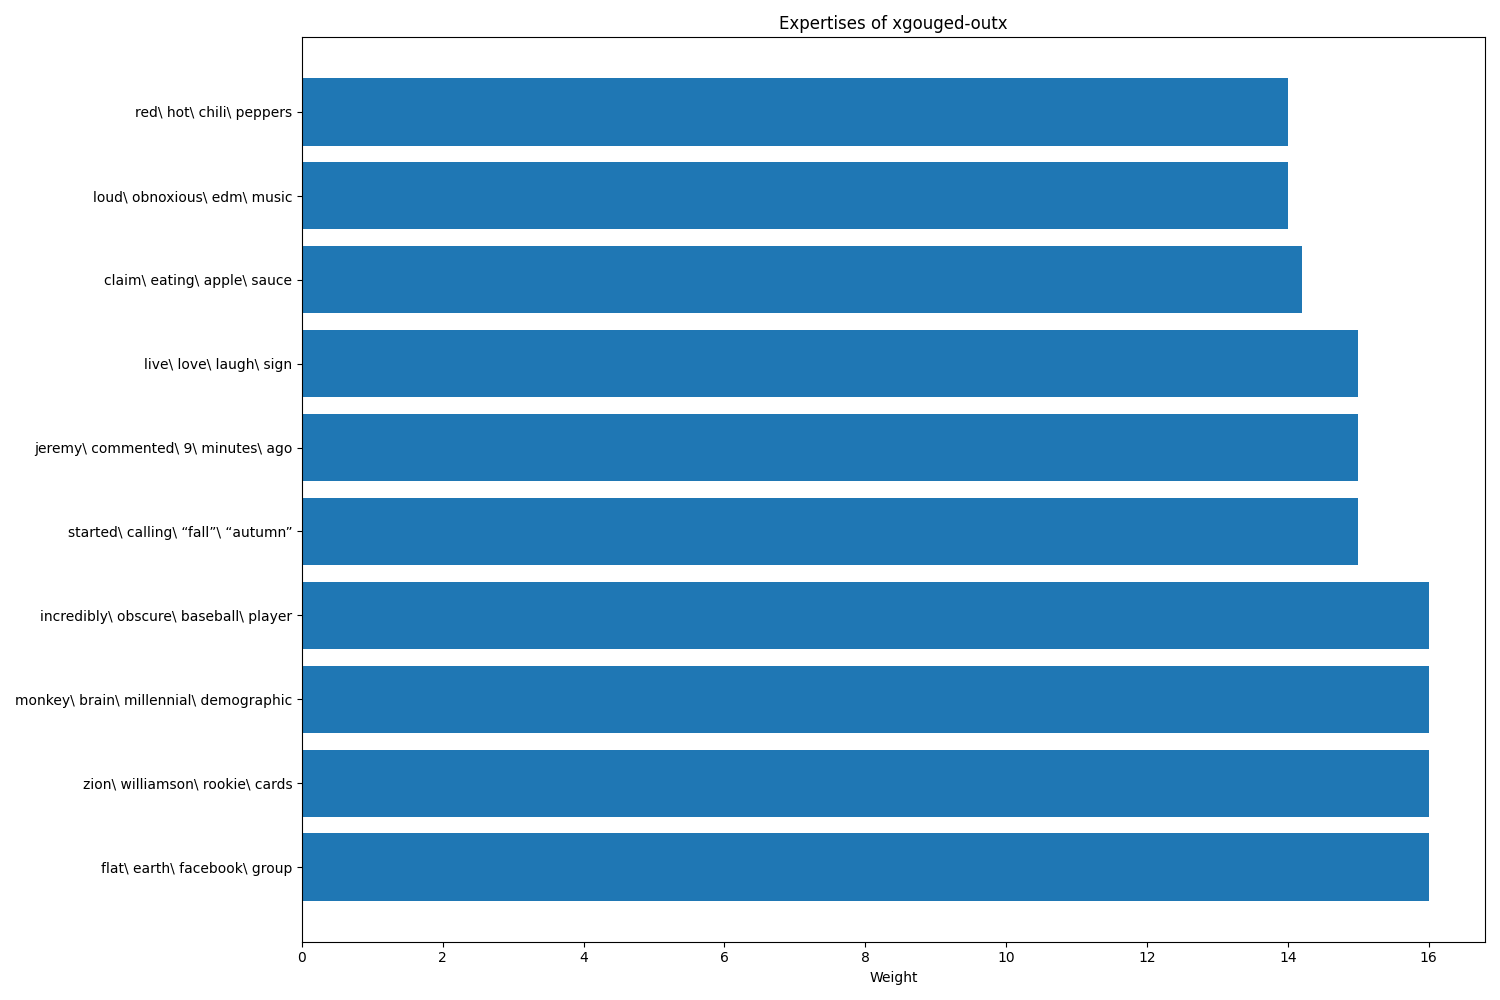 Expertises of xgouged-outx
red\ hot\ chili\ peppers
loud\ obnoxious\ edm\ music
claim\ eating\ apple\ sauce
live\ love\ laugh\ sign
jeremy\ commented\ 9\ minutes\ ago
started\ calling\ “fall”\ “autumn”
incredibly\ obscure\ baseball\ player
monkey\ brain\ millennial\ demographic
zion\ williamson\ rookie\ cards
flat\ earth\ facebook\ group
0 2 4 6 8 10 12 14 16
Weight